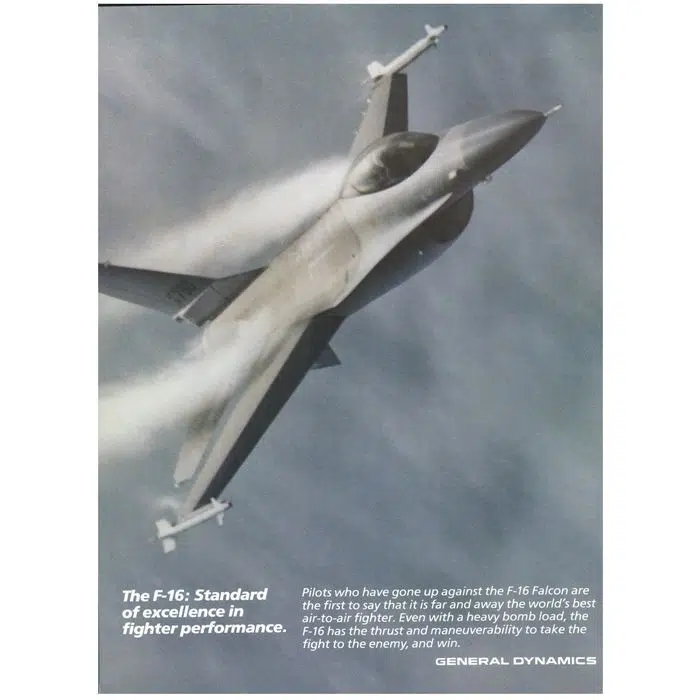 The F-16: Standard
of excellence in
fighter performance.
Pilots who have gone up against the F-16 Falcon are
the first to say that it is far and away the world's best
air-to-air fighter. Even with a heavy bomb load, the
F-16 has the thrust and maneuverability to take the
fight to the enemy, and win.
GENERAL DYNAMICS